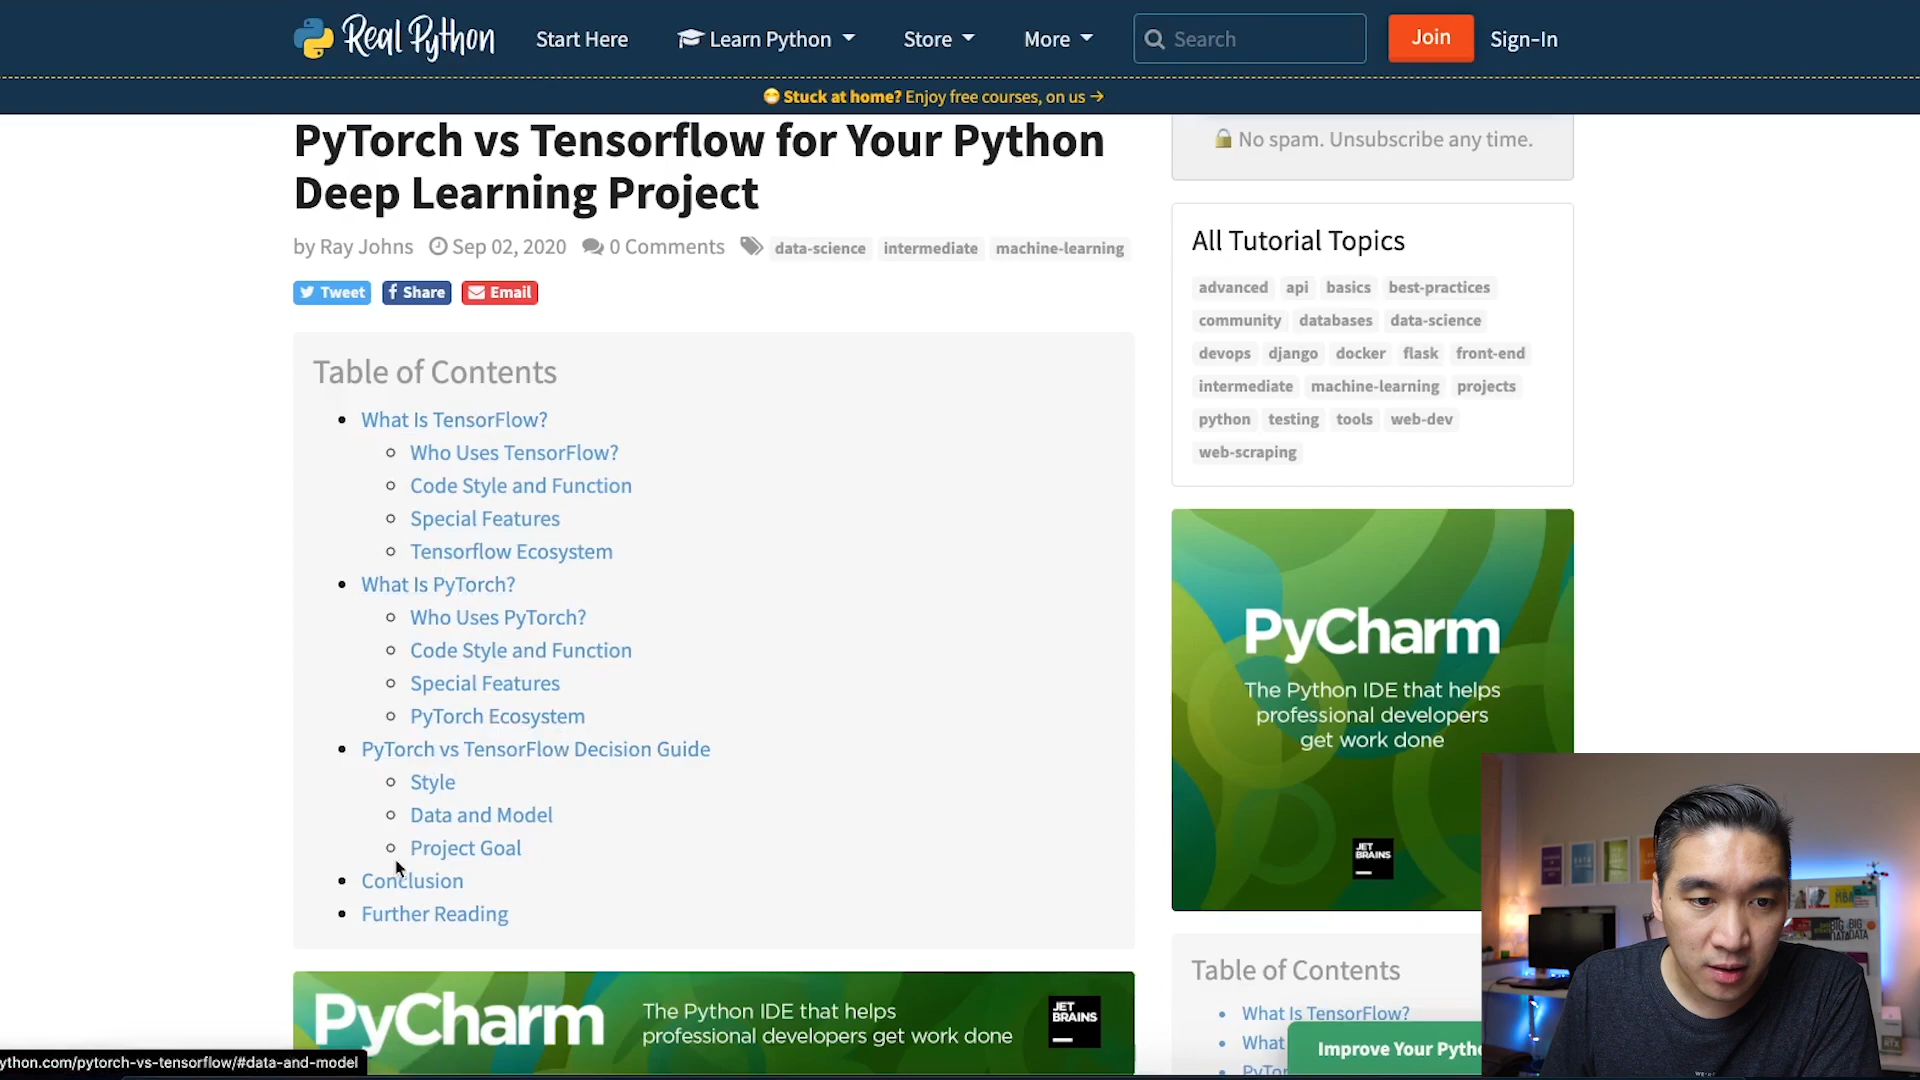 Real Python
Start Here
Learn Python
Store
More
Search
Join
Sign-In
Stuck at home? Enjoy free courses, on us →
PyTorch vs Tensorflow for Your Python
Deep Learning Project
by Ray Johns Sep 02, 2020 0 Comments data-science intermediate machine-learning
Tweet Share Email
Table of Contents
What Is TensorFlow?
Who Uses TensorFlow?
Code Style and Function
Special Features
Tensorflow Ecosystem
What Is PyTorch?
Who Uses PyTorch?
Code Style and Function
Special Features
PyTorch Ecosystem
PyTorch vs TensorFlow Decision Guide
Style
Data and Model
Project Goal
Conclusion
Further Reading
PyCharm
The Python IDE that helps
professional developers get work done
JET
BRAINS
ython.com/pytorch-vs-tensorflow/#data-and-model
No spam. Unsubscribe any time.
All Tutorial Topics
advanced api basics best-practices
community databases data-science
devops django docker flask front-end
intermediate machine-learning projects
python testing tools web-dev
web-scraping
PyCharm
The Python IDE that helps
professional developers
get work done
JET
BRAINS
Table of Contents
What Is TensorFlow?
What
PyTor
Improve Your Pytho